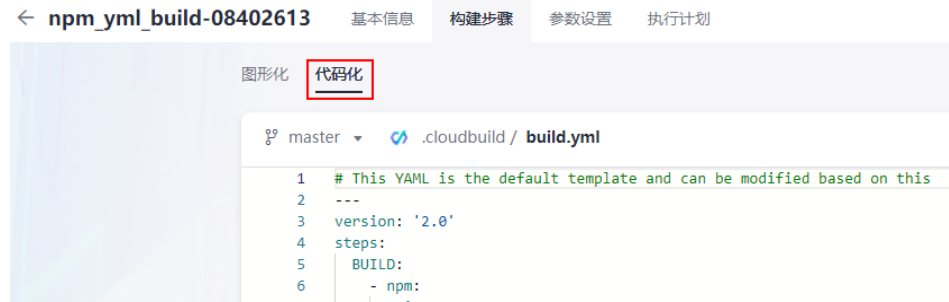 npm_yml_build-08402613 基本信息 构建步骤 参数设置 执行计划
图形化 代码化
master .cloudbuild / build.yml
1 # This YAML is the default template and can be modified based on this
2 ---
3 version: '2.0'
4 steps:
5 BUILD:
6 - npm: